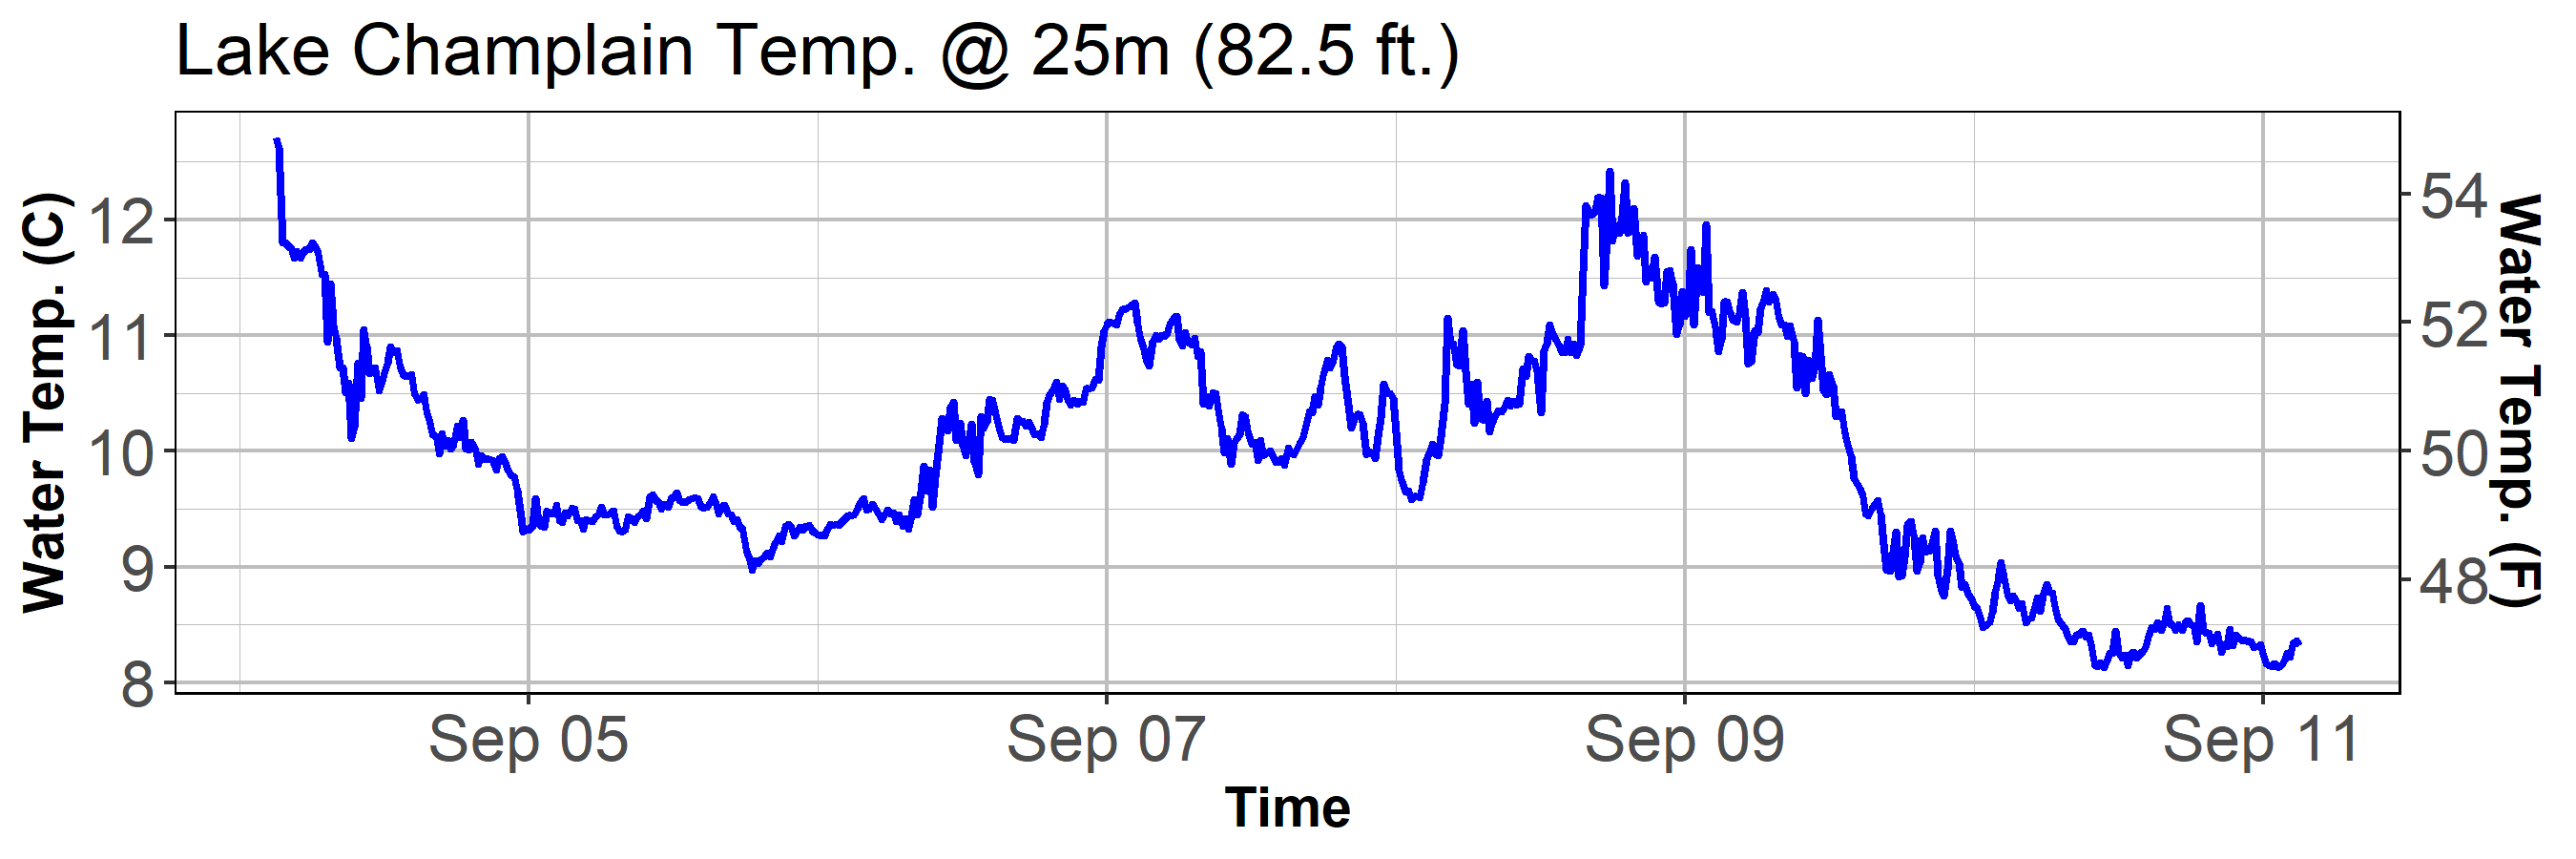 Lake Champlain Temp. @ 25m (82.5 ft.)
Water Temp. (C)
12
11
10
9
8
54
52
50
48
Water Temp. (F)
Sep 05 Sep 07 Sep 09 Sep 11
Time